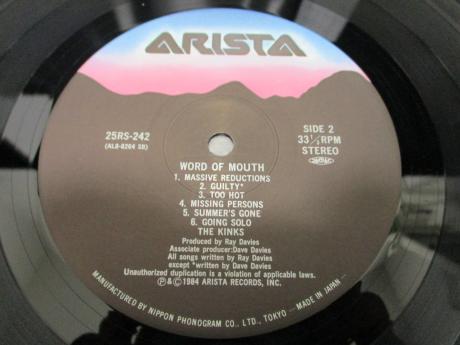 ARISTA
25RS-242
(AL8-8264 SB)
SIDE 2
33 1/3 RPM
STEREO
WORD OF MOUTH
1. MASSIVE REDUCTIONS
2. GUILTY*
3. TOO HOT
4. MISSING PERSONS
5. SUMMER'S GONE
6. GOING SOLO
THE KINKS
Produced by Ray Davies
Associate producer: Dave Davies
All songs written by Ray Davies
except *written by Dave Davies
Unauthorized duplication is a violation of applicable laws.
℗&©1984 ARISTA RECORDS, INC.
MANUFACTURED BY NIPPON PHONOGRAM CO., LTD., TOKYO - MADE IN JAPAN -